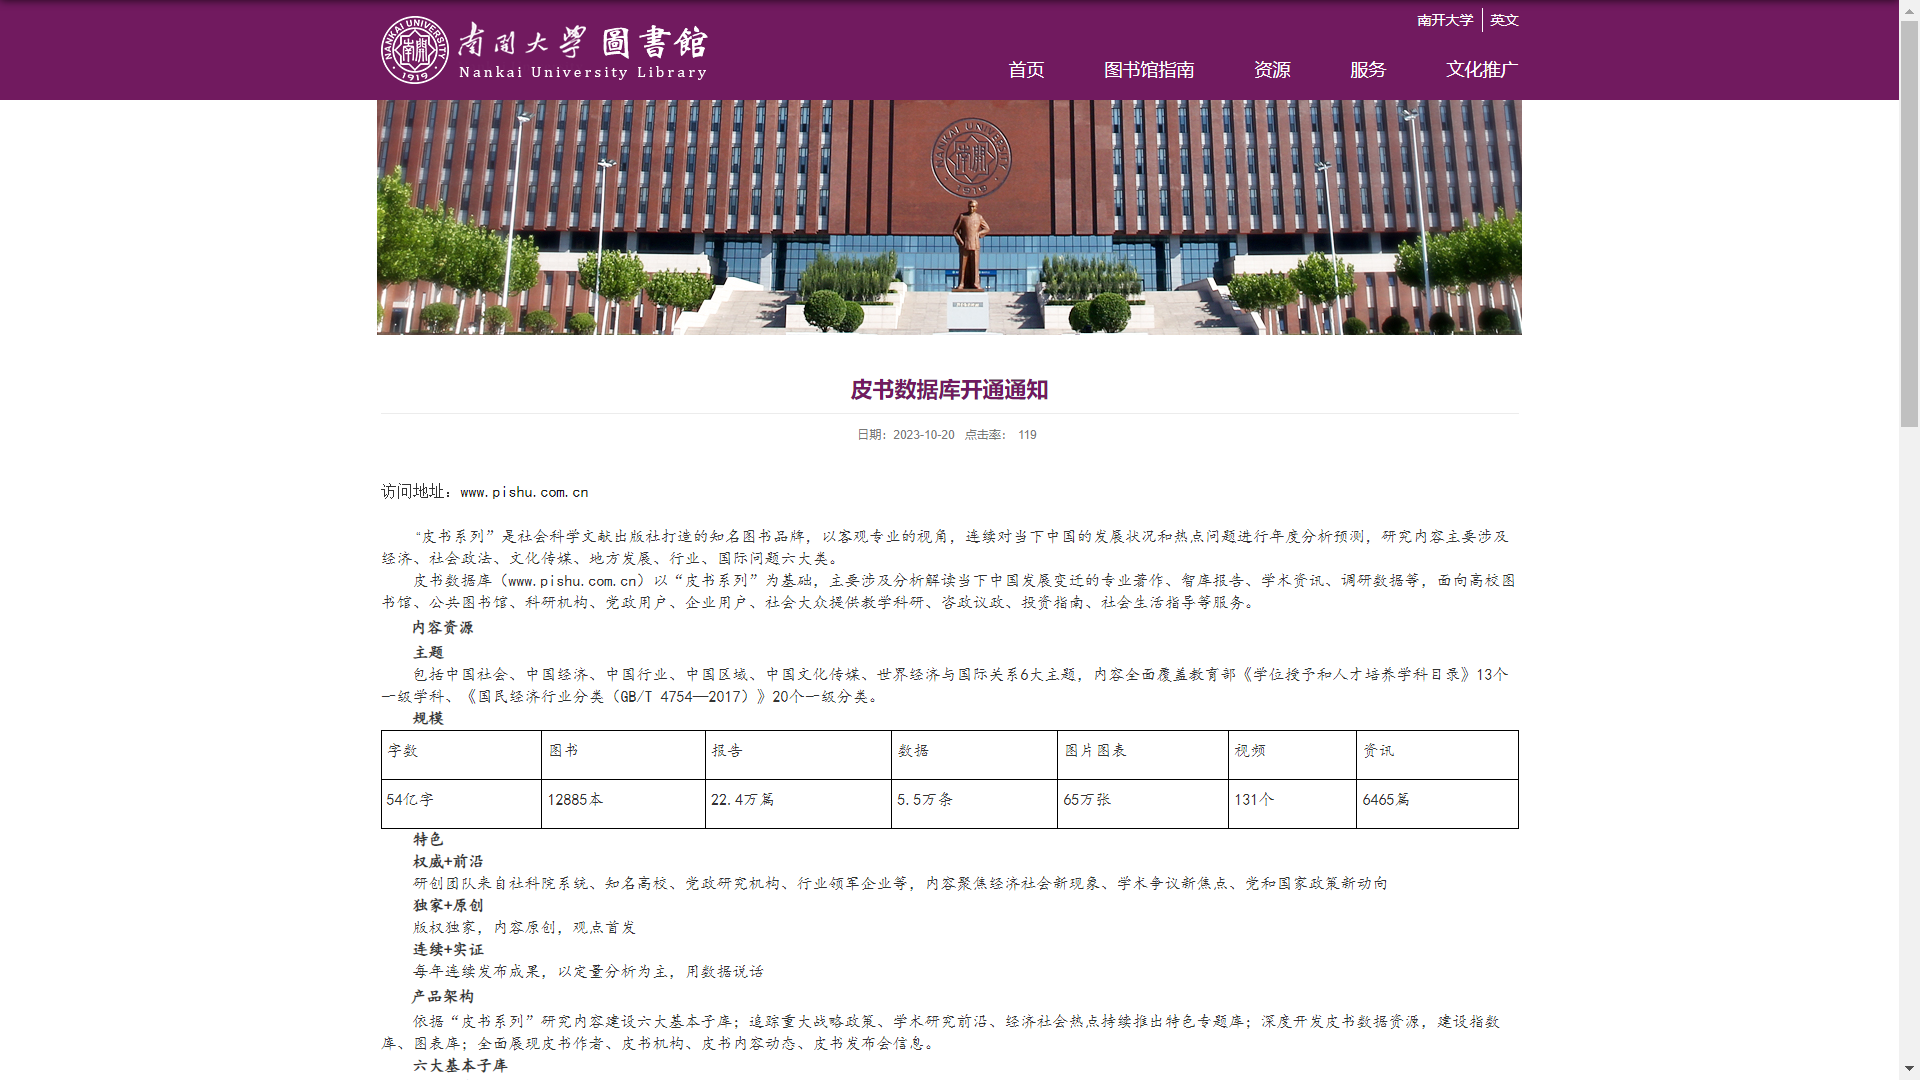 南开大学 英文
NANKAI UNIVERSITY
南開
1919
南開大學 圖書館
Nankai University Library
首页 图书馆指南 资源 服务 文化推广
NANKAI UNIVERSITY
南開
1919
皮书数据库开通通知
日期：2023-10-20 点击率： 119
访问地址：www.pishu.com.cn
“皮书系列”是社会科学文献出版社打造的知名图书品牌，以客观专业的视角，连续对当下中国的发展状况和热点问题进行年度分析预测，研究内容主要涉及
经济、社会政法、文化传媒、地方发展、行业、国际问题六大类。
皮书数据库（www.pishu.com.cn）以“皮书系列”为基础，主要涉及分析解读当下中国发展变迁的专业著作、智库报告、学术资讯、调研数据等，面向高校图
书馆、公共图书馆、科研机构、党政用户、企业用户、社会大众提供教学科研、咨政议政、投资指南、社会生活指导等服务。
内容资源
主题
包括中国社会、中国经济、中国行业、中国区域、中国文化传媒、世界经济与国际关系6大主题，内容全面覆盖教育部《学位授予和人才培养学科目录》13个
一级学科、《国民经济行业分类（GB/T 4754—2017）》20个一级分类。
规模
字数 图书 报告 数据 图片图表 视频 资讯
54亿字 12885本 22.4万篇 5.5万条 65万张 131个 6465篇
特色
权威+前沿
研创团队来自社科院系统、知名高校、党政研究机构、行业领军企业等，内容聚焦经济社会新现象、学术争议新焦点、党和国家政策新动向
独家+原创
版权独家，内容原创，观点首发
连续+实证
每年连续发布成果，以定量分析为主，用数据说话
产品架构
依据“皮书系列”研究内容建设六大基本子库；追踪重大战略政策、学术研究前沿、经济社会热点持续推出特色专题库；深度开发皮书数据资源，建设指数
库、图表库；全面展现皮书作者、皮书机构、皮书内容动态、皮书发布会信息。
六大基本子库